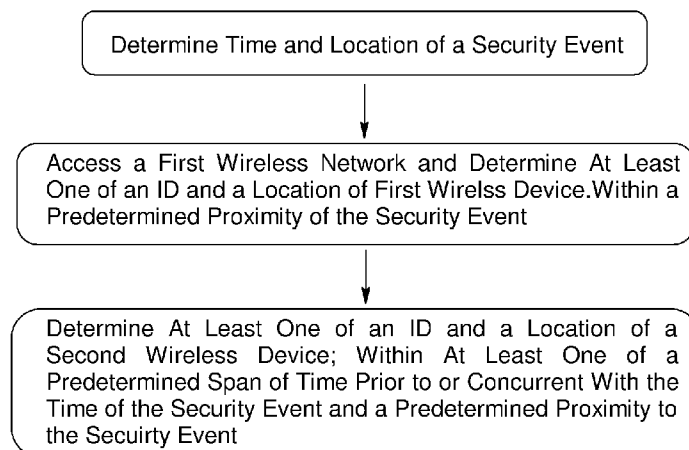 Determine Time and Location of a Security Event
Access a First Wireless Network and Determine At Least
One of an ID and a Location of First Wirelss Device.Within a
Predetermined Proximity of the Security Event
Determine At Least One of an ID and a Location of a
Second Wireless Device; Within At Least One of a
Predetermined Span of Time Prior to or Concurrent With the
Time of the Security Event and a Predetermined Proximity to
the Secuirty Event